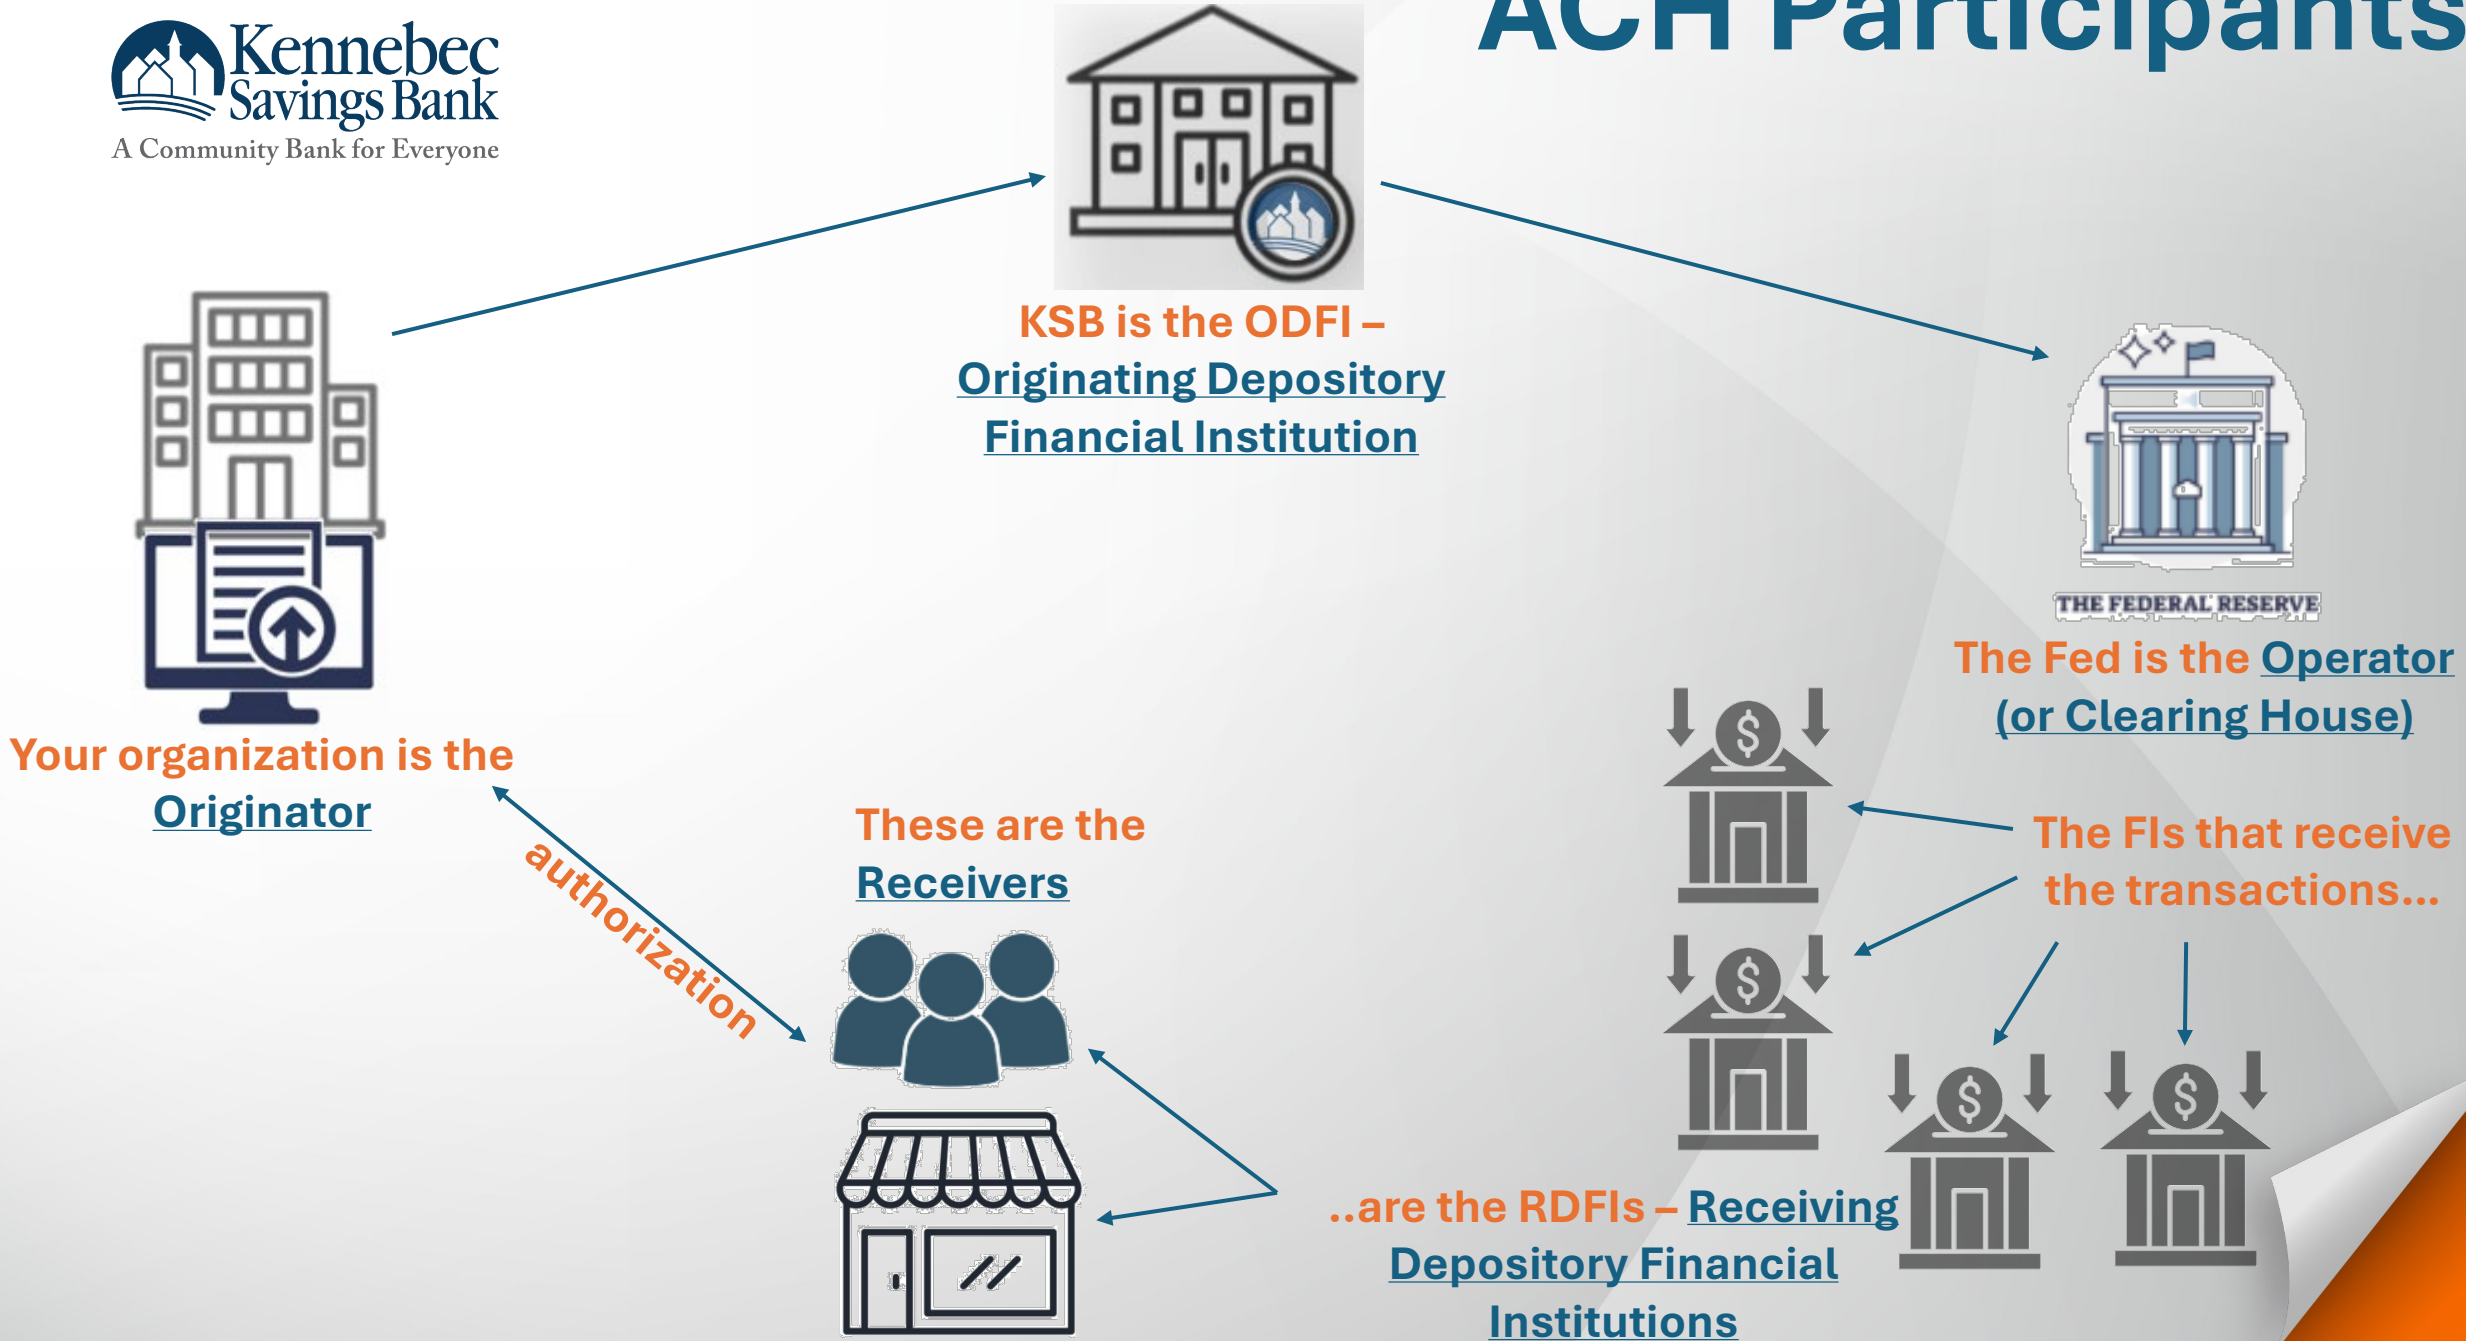 Kennebec
Savings Bank
A Community Bank for Everyone
ACH Participants
KSB is the ODFI –
Originating Depository
Financial Institution
THE FEDERAL RESERVE
The Fed is the Operator
(or Clearing House)
Your organization is the
Originator
authorization
These are the
Receivers
The FIs that receive
the transactions...
..are the RDFIs – Receiving
Depository Financial
Institutions
$
$
$
$